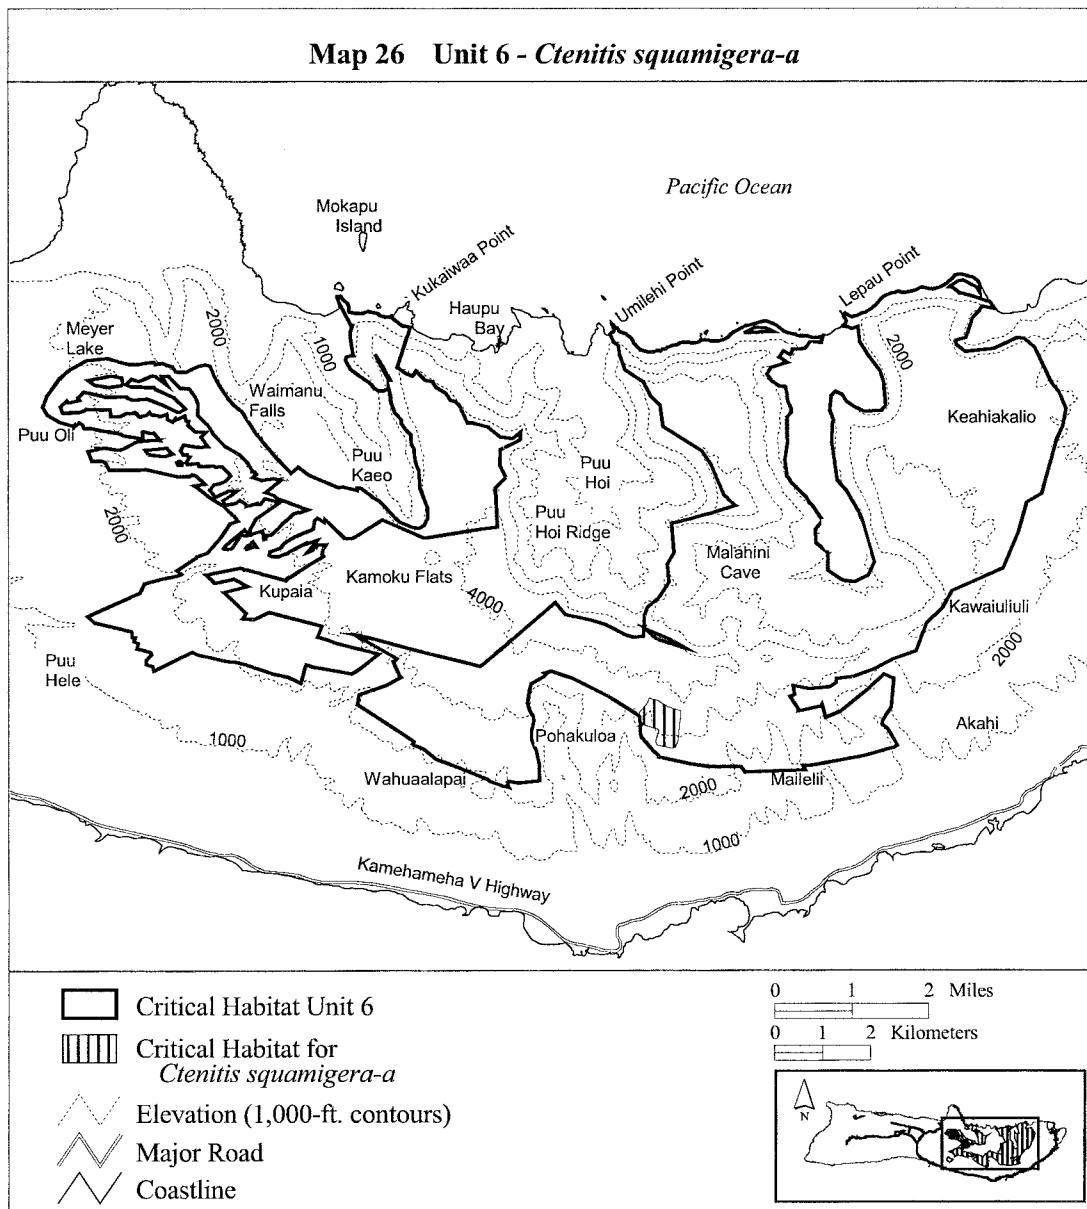 Map 26 Unit 6 - Ctenitis squamigera-a
Pacific Ocean
Mokapu
Island
Kukaiwaa Point
Haupu
Bay
Umilehi Point
Lepau Point
Meyer
Lake
2000
1000
2000
Waimanu
Falls
Keahiakalio
Puu Oli
Puu
Kaeo
Puu
Hoi
Puu
Hoi Ridge
2000
Malahini
Cave
Kamoku Flats
Kupaia
4000
Kawaiuliuli
2000
Puu
Hele
1000
Pohakuloa
Akahi
Wahuaalapai
2000
Mailelii
1000
Kamehameha V Highway
Critical Habitat Unit 6
Critical Habitat for
Ctenitis squamigera-a
Elevation (1,000-ft. contours)
Major Road
Coastline
0 1 2 Miles
0 1 2 Kilometers
N